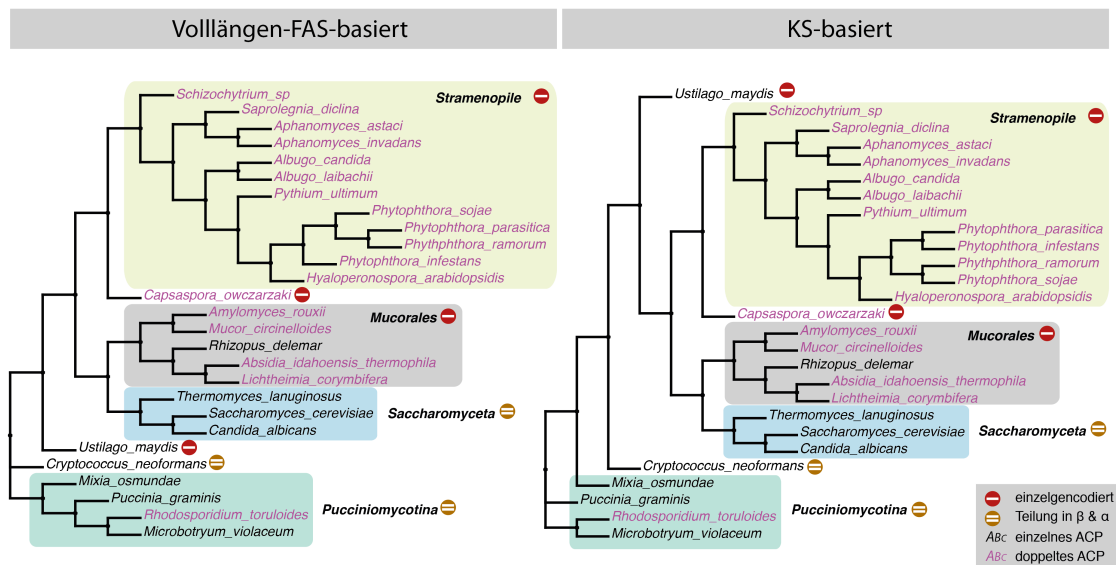 Volllängen-FAS-basiert
Schizochytrium_sp
Saprolegnia_diclina
Stramenopile
Aphanomyces_astaci
Aphanomyces_invadans
Albugo_candida
Albugo_laibachii
Pythium_ultimum
Phytophthora_sojae
Phytophthora_parasitica
Phythphthora_ramorum
Phytophthora_infestans
Hyaloperonospora_arabidopsidis
Capsaspora_owczarzaki
Amylomyces_rouxii
Mucorales
Mucor_circinelloides
Rhizopus_delemar
Absidia_idahoensis_thermophila
Lichtheimia_corymbifera
Thermomyces_lanuginosus
Saccharomyces_cerevisiae
Saccharomyceta
Candida_albicans
Ustilago_maydis
Cryptococcus_neoformans
Mixia_osmundae
Puccinia_graminis
Pucciniomycotina
Rhodosporidium_toruloides
Microbotryum_violaceum
KS-basiert
Ustilago_maydis
Schizochytrium_sp
Stramenopile
Saprolegnia_diclina
Aphanomyces_astaci
Aphanomyces_invadans
Albugo_candida
Albugo_laibachii
Pythium_ultimum
Phytophthora_parasitica
Phytophthora_infestans
Phythphthora_ramorum
Phytophthora_sojae
Hyaloperonospora_arabidopsidis
Capsaspora_owczarzaki
Amylomyces_rouxii
Mucorales
Mucor_circinelloides
Rhizopus_delemar
Absidia_idahoensis_thermophila
Lichtheimia_corymbifera
Thermomyces_lanuginosus
Saccharomyces_cerevisiae
Saccharomyceta
Candida_albicans
Cryptococcus_neoformans
Mixia_osmundae
Puccinia_graminis
Pucciniomycotina
Rhodosporidium_toruloides
Microbotryum_violaceum
einzelgencodiert
Teilung in β & α
ABC einzelnes ACP
ABC doppeltes ACP